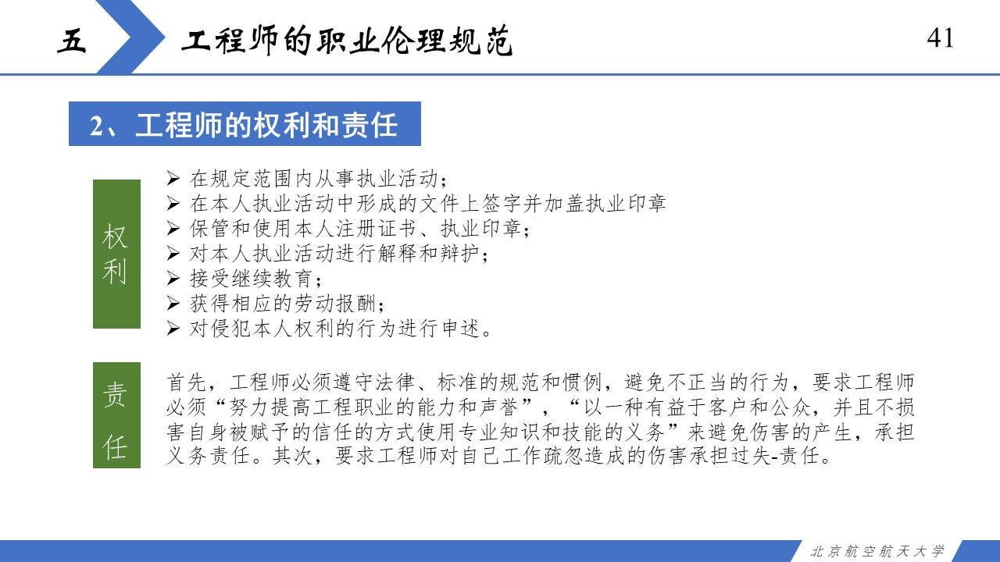 五
工程师的职业伦理规范
41
2、工程师的权利和责任
权利
➢ 在规定范围内从事执业活动；
➢ 在本人执业活动中形成的文件上签字并加盖执业印章
➢ 保管和使用本人注册证书、执业印章；
➢ 对本人执业活动进行解释和辩护；
➢ 接受继续教育；
➢ 获得相应的劳动报酬；
➢ 对侵犯本人权利的行为进行申述。
责任
首先，工程师必须遵守法律、标准的规范和惯例，避免不正当的行为，要求工程师
必须“努力提高工程职业的能力和声誉”，“以一种有益于客户和公众，并且不损
害自身被赋予的信任的方式使用专业知识和技能的义务”来避免伤害的产生，承担
义务责任。其次，要求工程师对自己工作疏忽造成的伤害承担过失-责任。
北京航空航天大学